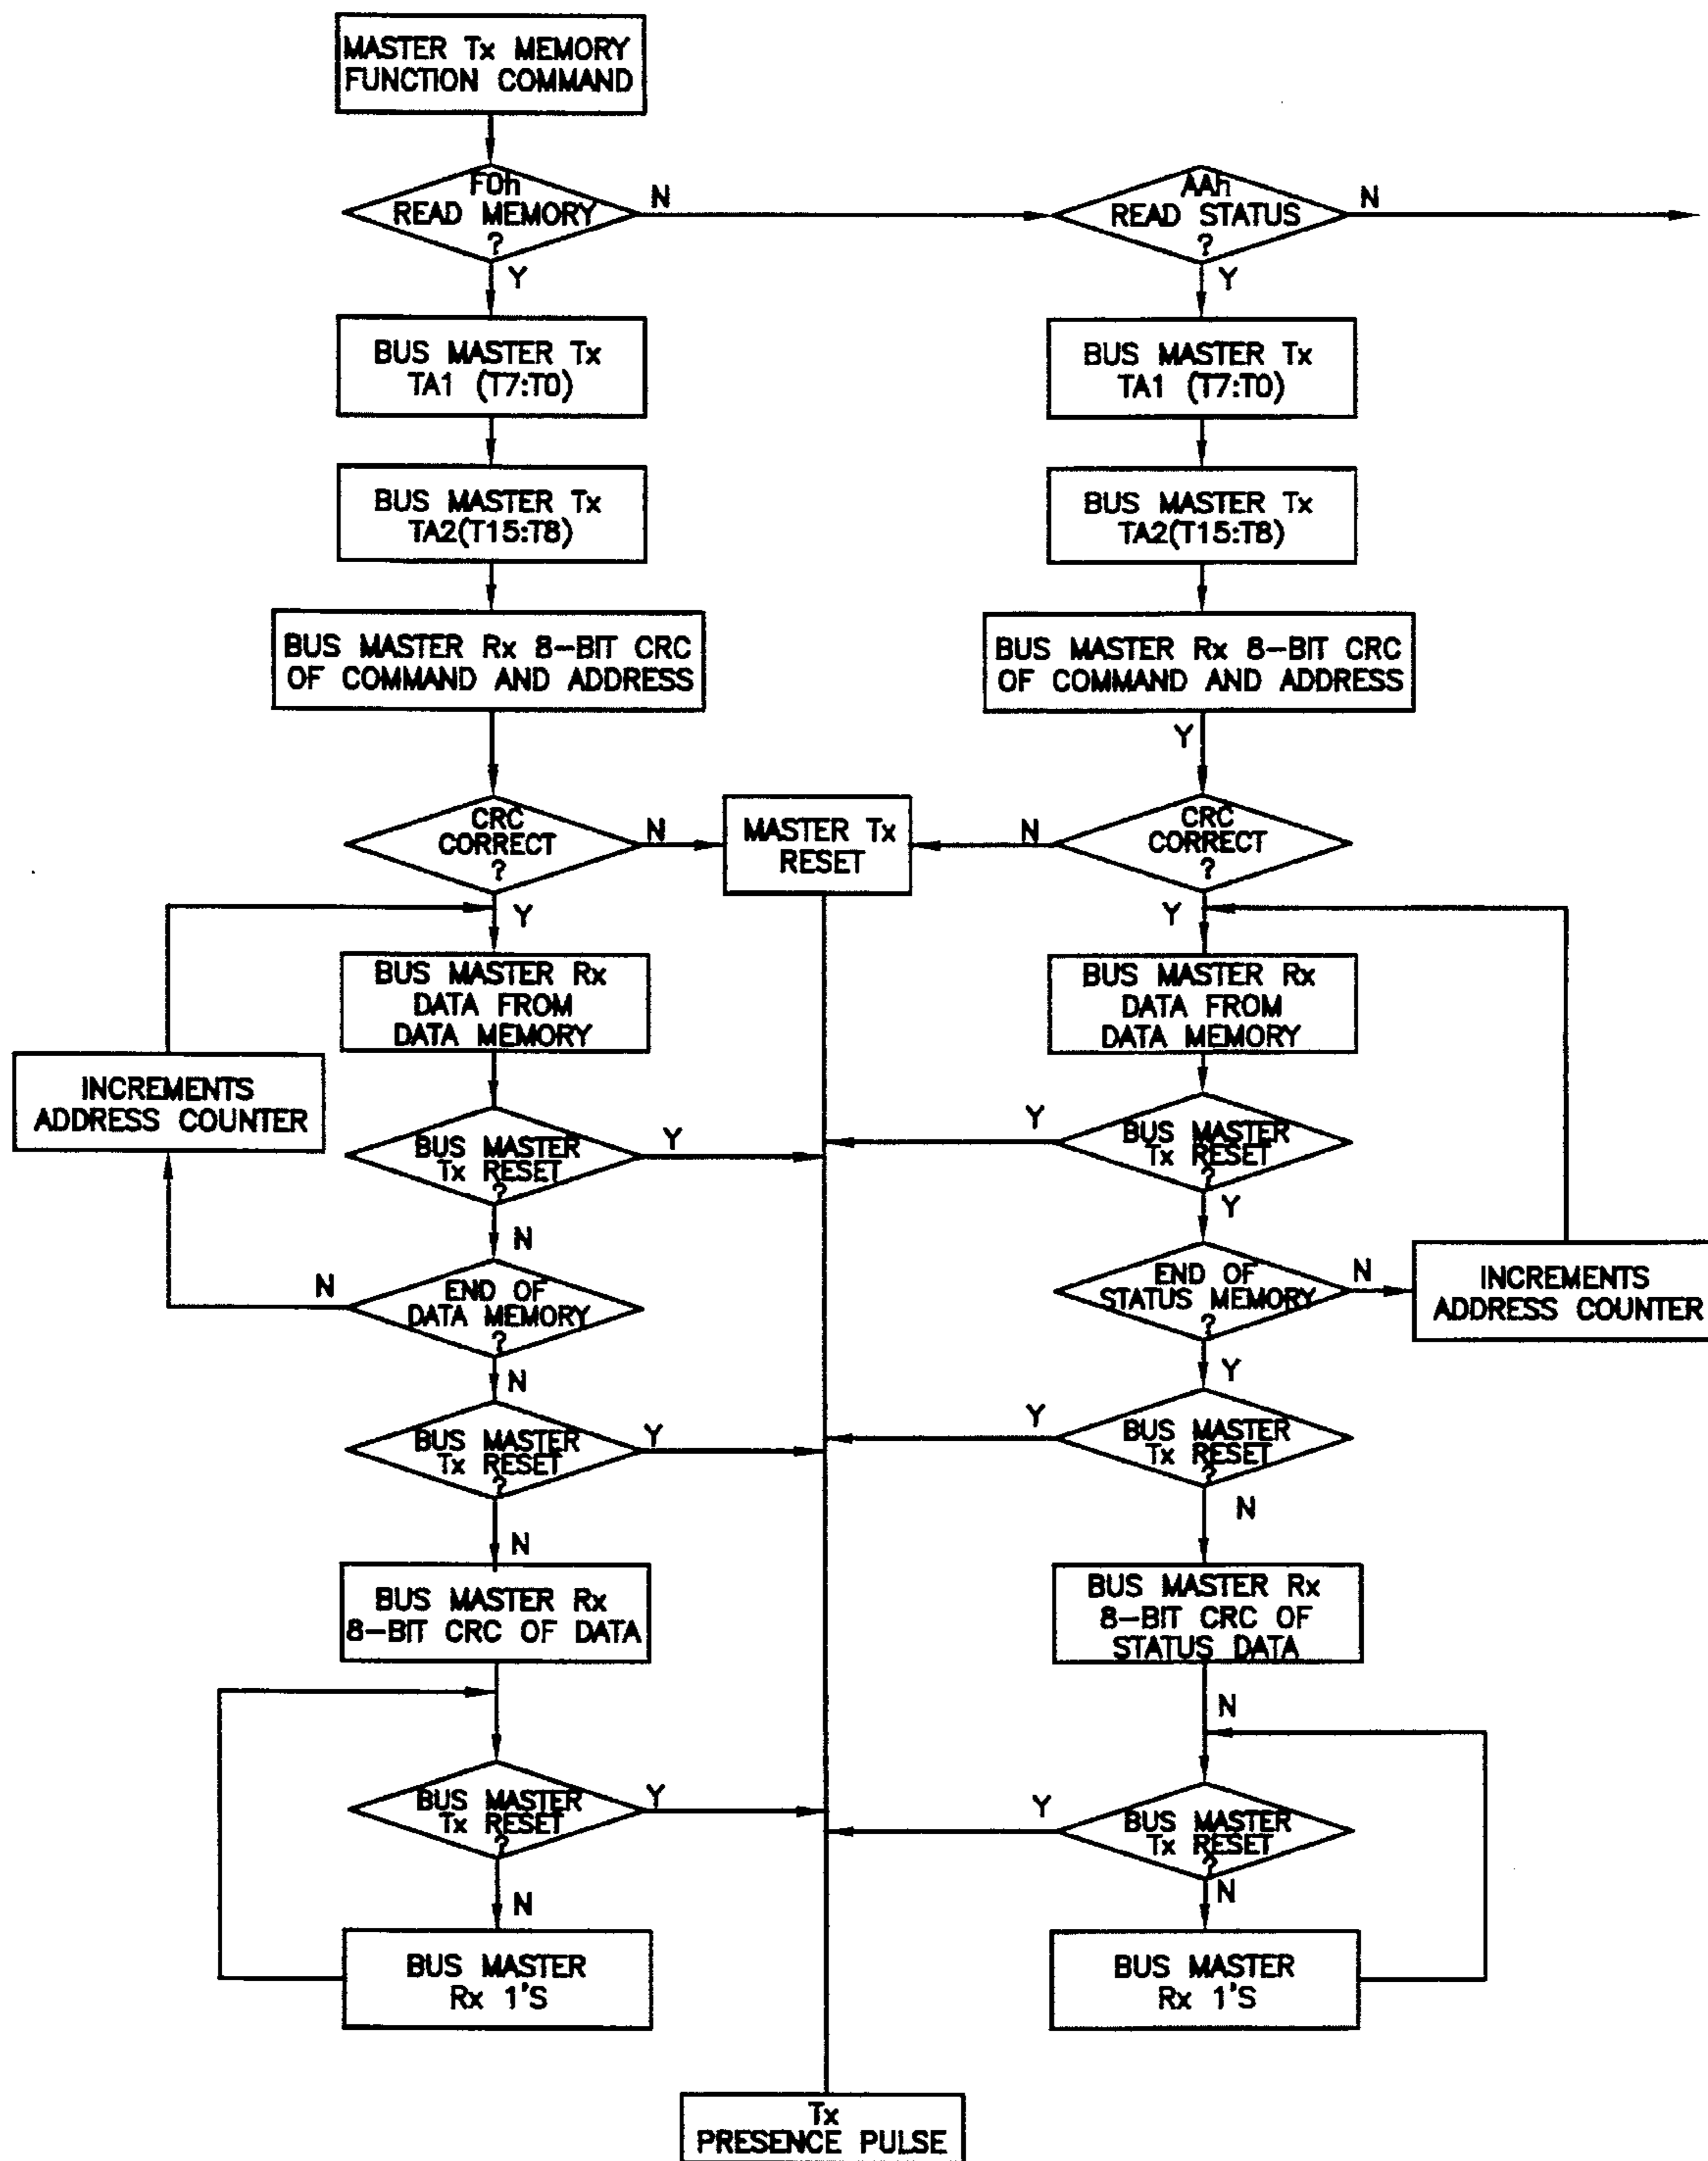 MASTER Tx MEMORY
FUNCTION COMMAND
F0h
READ MEMORY
?
N
Y
AAh
READ STATUS
?
N
Y
BUS MASTER Tx
TA1 (T7:T0)
BUS MASTER Tx
TA1 (T7:T0)
BUS MASTER Tx
TA2(T15:T8)
BUS MASTER Tx
TA2(T15:T8)
BUS MASTER Rx 8-BIT CRC
OF COMMAND AND ADDRESS
BUS MASTER Rx 8-BIT CRC
OF COMMAND AND ADDRESS
Y
CRC
CORRECT
?
N
Y
MASTER Tx
RESET
N
CRC
CORRECT
?
Y
BUS MASTER Rx
DATA FROM
DATA MEMORY
BUS MASTER Rx
DATA FROM
DATA MEMORY
INCREMENTS
ADDRESS COUNTER
BUS MASTER
Tx RESET
?
Y
N
Y
BUS MASTER
Tx RESET
?
Y
N
END OF
DATA MEMORY
?
N
END OF
STATUS MEMORY
?
N
Y
INCREMENTS
ADDRESS COUNTER
BUS MASTER
Tx RESET
?
Y
N
Y
BUS MASTER
Tx RESET
?
N
BUS MASTER Rx
8-BIT CRC OF DATA
BUS MASTER Rx
8-BIT CRC OF
STATUS DATA
N
BUS MASTER
Tx RESET
?
Y
N
Y
BUS MASTER
Tx RESET
?
N
BUS MASTER
Rx 1'S
BUS MASTER
Rx 1'S
Tx
PRESENCE PULSE